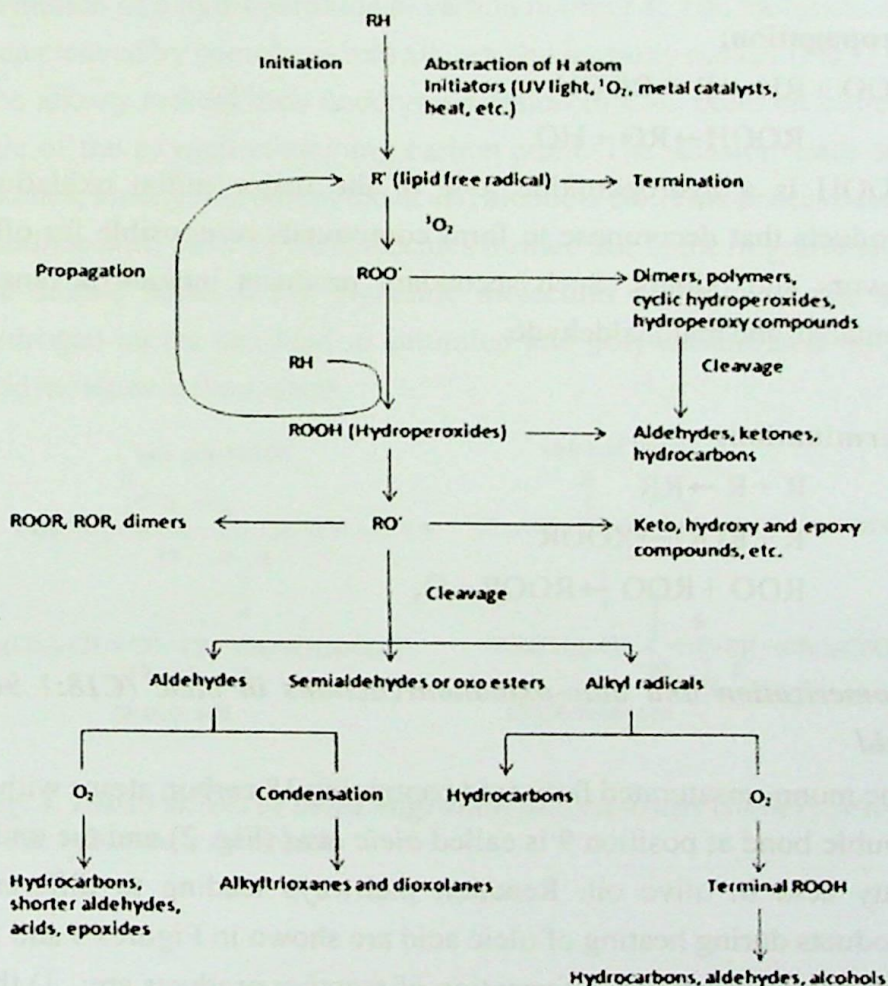 RH
Initiation
Abstraction of H atom
Initiators (UV light, ¹O₂, metal catalysts,
heat, etc.)
R˙ (lipid free radical)
Termination
³O₂
Propagation
ROO˙
Dimers, polymers,
cyclic hydroperoxides,
hydroperoxy compounds
RH
Cleavage
ROOH (Hydroperoxides)
Aldehydes, ketones,
hydrocarbons
ROOR, ROR, dimers
RO˙
Keto, hydroxy and epoxy
compounds, etc.
Cleavage
Aldehydes
Semialdehydes or oxo esters
Alkyl radicals
O₂
Condensation
Hydrocarbons
O₂
Hydrocarbons,
shorter aldehydes,
acids, epoxides
Alkyltrioxanes and dioxolanes
Terminal ROOH
Hydrocarbons, aldehydes, alcohols